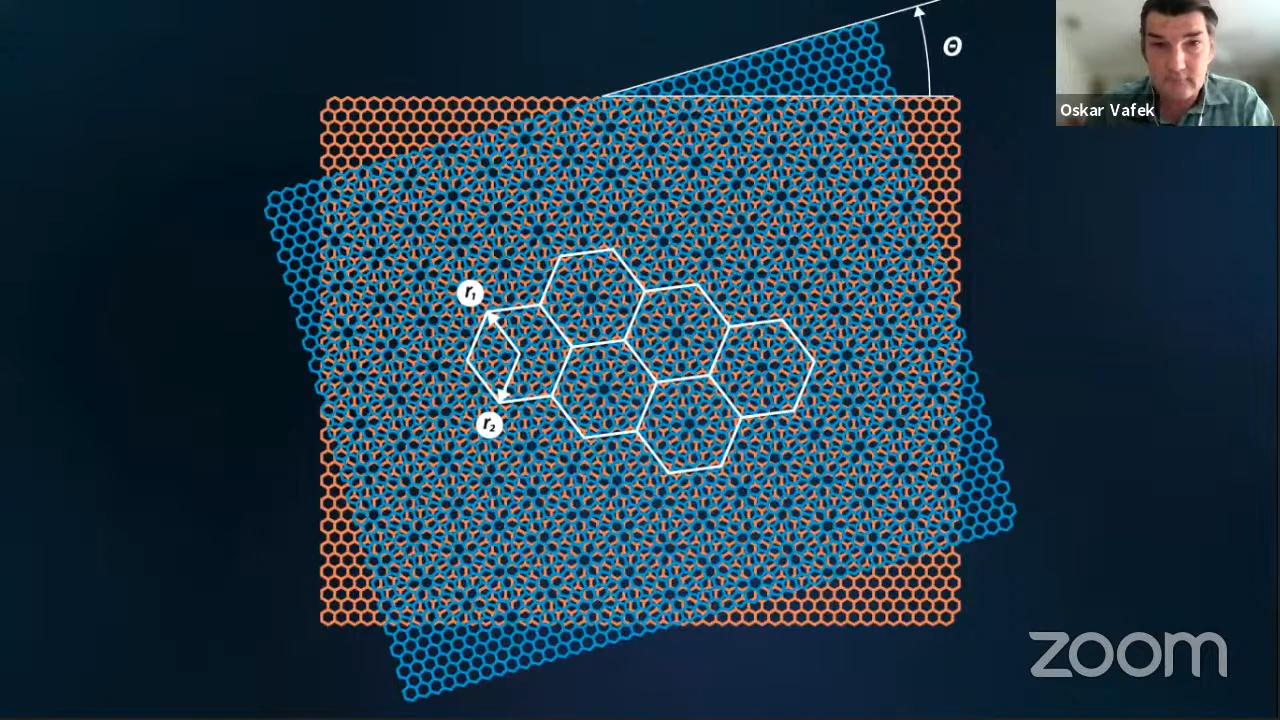 Θ
Oskar Vafek
r₁
r₂
zoom